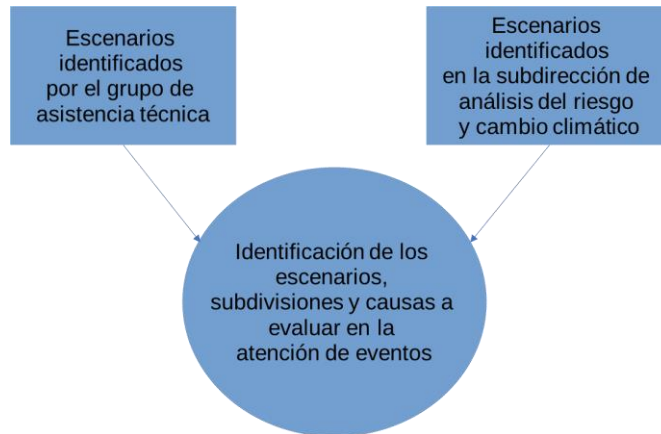 Escenarios
identificados
por el grupo de
asistencia técnica
Escenarios
identificados
en la subdirección de
análisis del riesgo
y cambio climático
Identificación de los
escenarios,
subdivisiones y causas a
evaluar en la
atención de eventos